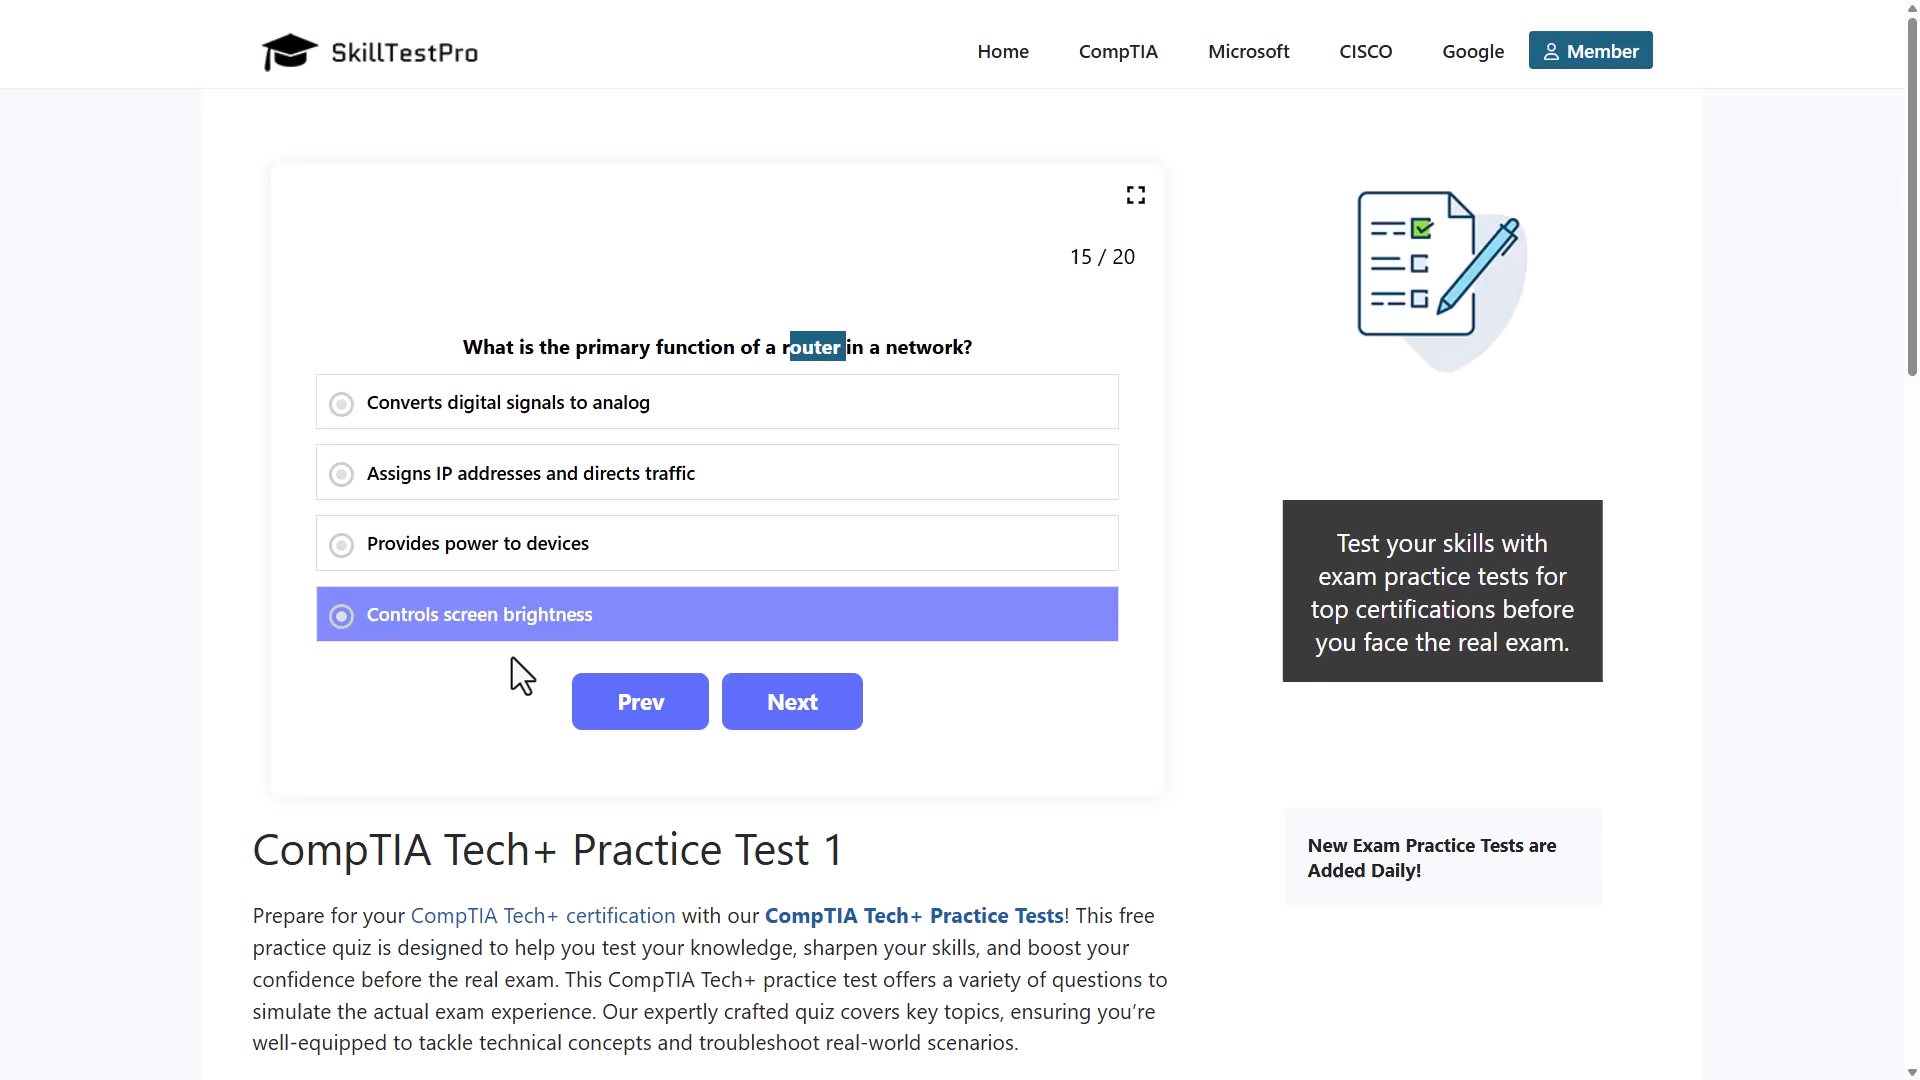 SkillTestPro
Home
CompTIA
Microsoft
CISCO
Google
Member
15 / 20
What is the primary function of a router in a network?
Converts digital signals to analog
Assigns IP addresses and directs traffic
Provides power to devices
Controls screen brightness
Prev
Next
Test your skills with
exam practice tests for
top certifications before
you face the real exam.
New Exam Practice Tests are
Added Daily!
CompTIA Tech+ Practice Test 1
Prepare for your CompTIA Tech+ certification with our CompTIA Tech+ Practice Tests! This free
practice quiz is designed to help you test your knowledge, sharpen your skills, and boost your
confidence before the real exam. This CompTIA Tech+ practice test offers a variety of questions to
simulate the actual exam experience. Our expertly crafted quiz covers key topics, ensuring you’re
well-equipped to tackle technical concepts and troubleshoot real-world scenarios.